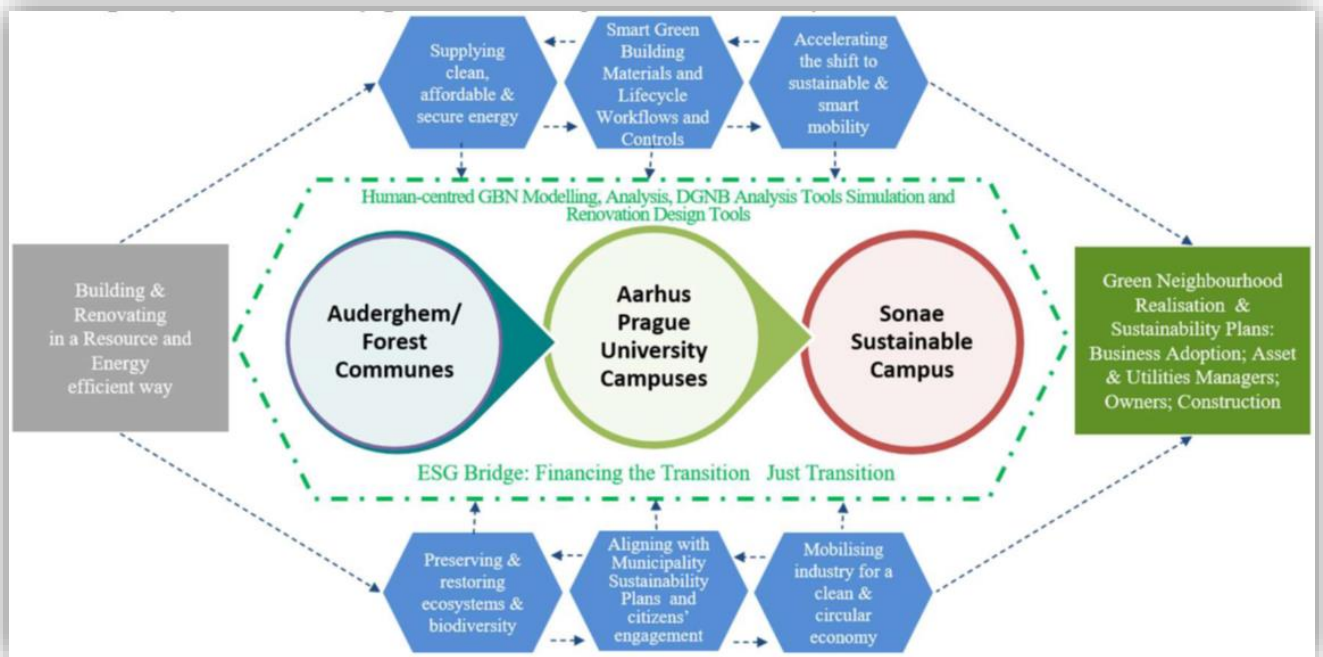 Supplying
clean,
affordable &
secure energy
Smart Green
Building
Materials and
Lifecycle
Workflows and
Controls
Accelerating
the shift to
sustainable &
smart
mobility
Human-centred GBN Modelling, Analysis, DGNB Analysis Tools Simulation and
Renovation Design Tools
Building &
Renovating
in a Resource and
Energy
efficient way
Auderghem/
Forest
Communes
Aarhus
Prague
University
Campuses
Sonae
Sustainable
Campus
Green Neighbourhood
Realisation &
Sustainability Plans:
Business Adoption; Asset
& Utilities Managers;
Owners; Construction
ESG Bridge: Financing the Transition Just Transition
Preserving &
restoring
ecosystems &
biodiversity
Aligning with
Municipality
Sustainability
Plans and
citizens'
engagement
Mobilising
industry for a
clean &
circular
economy